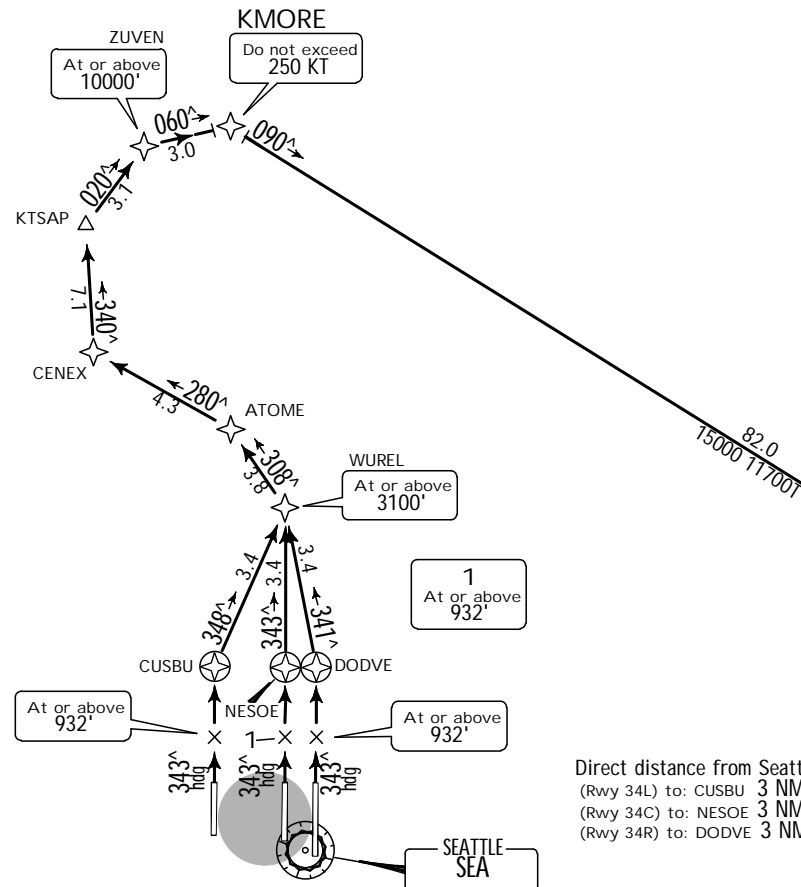 KMORE
ZUVEN
At or above
10000'
Do not exceed
250 KT
060^
3.0
090^
020^
3.1
KTSAP
340^
7.1
CENEX
280^
4.3
ATOME
308^
3.8
WUREL
At or above
3100'
82.0
15000 11700T
1
At or above
932'
348^
3.4
343^
3.4
341^
3.4
CUSBU
NESOE
DODVE
At or above
932'
1
At or above
932'
343^
hdg
343^
hdg
343^
hdg
Direct distance from Seatt
(Rwy 34L) to: CUSBU 3 NM
(Rwy 34C) to: NESOE 3 NM
(Rwy 34R) to: DODVE 3 NM
SEATTLE
SEA